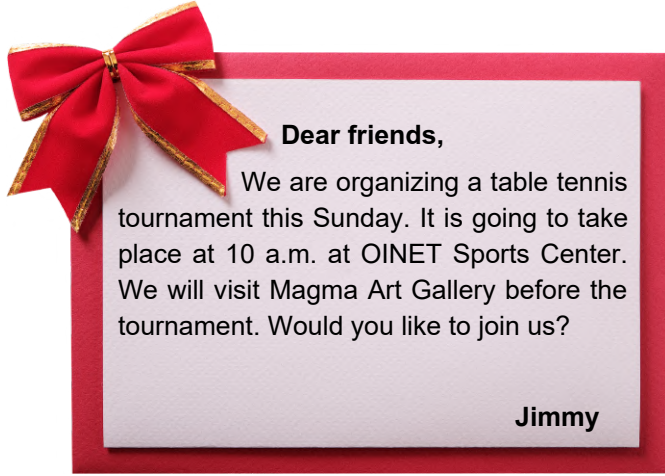 Dear friends,
We are organizing a table tennis
tournament this Sunday. It is going to take
place at 10 a.m. at OINET Sports Center.
We will visit Magma Art Gallery before the
tournament. Would you like to join us?
Jimmy